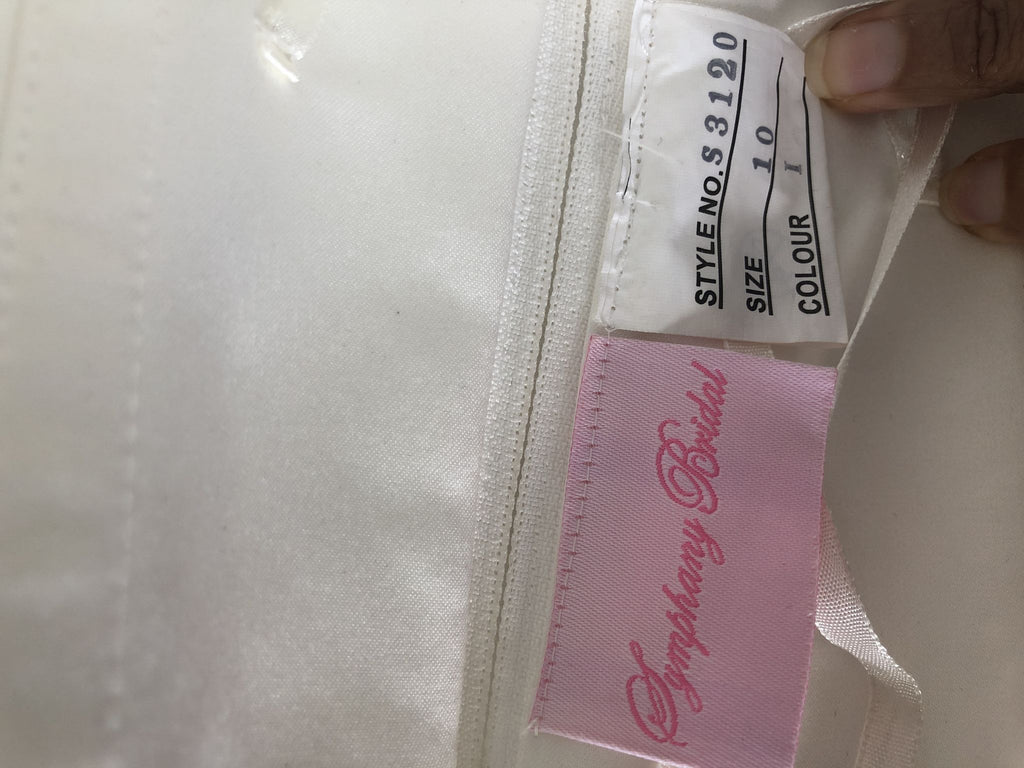 STYLE NO. S3120
SIZE 10
COLOUR I
Symphany Bridal